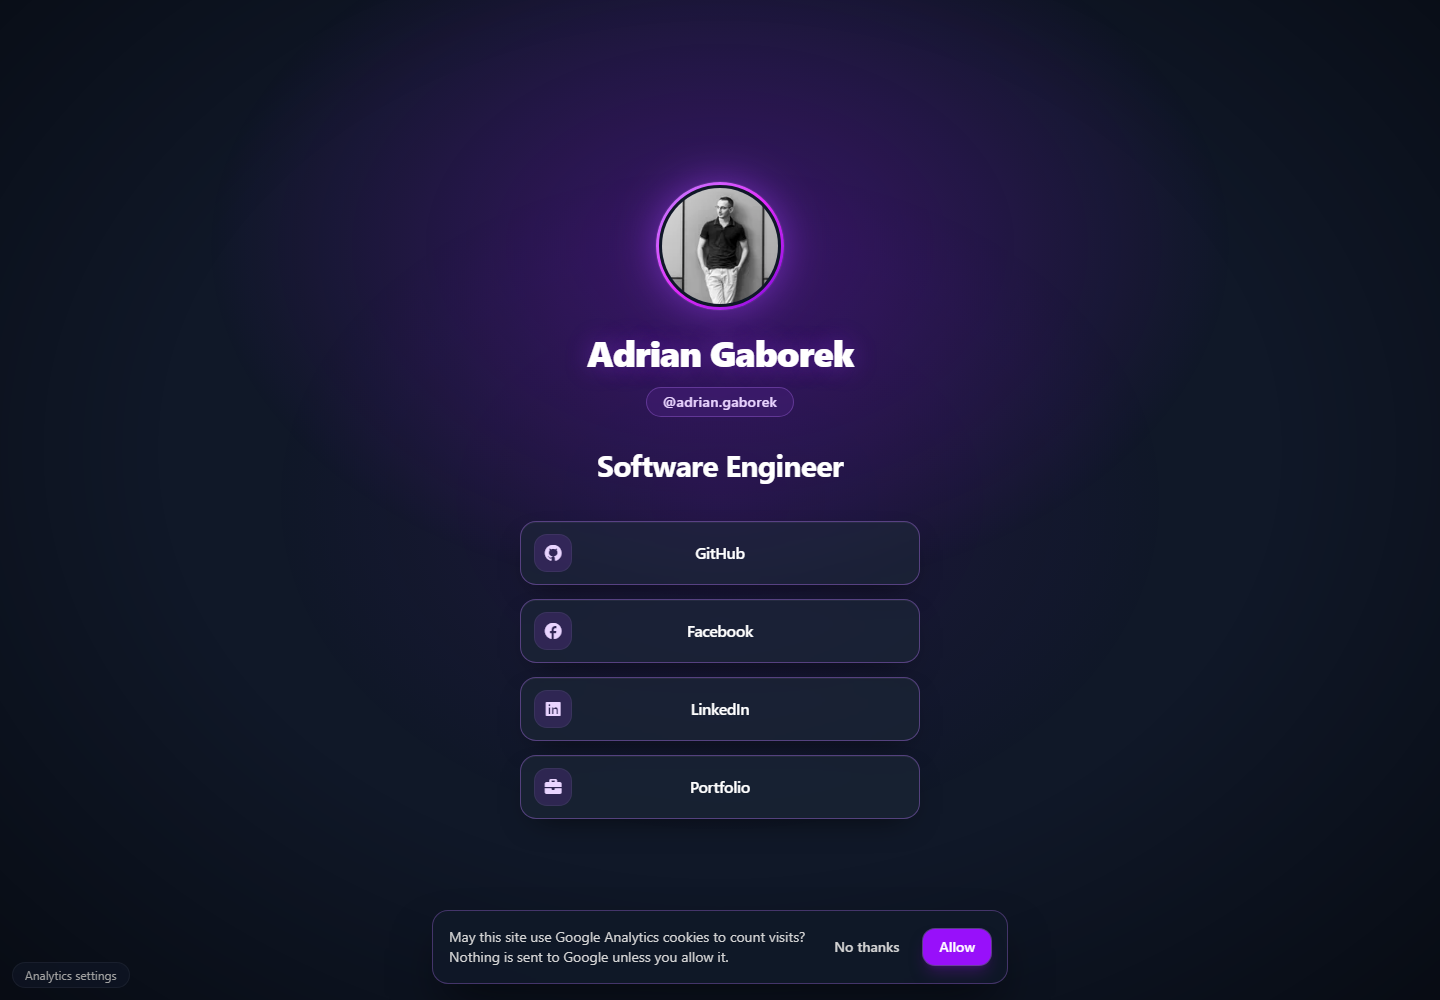 Adrian Gaborek
@adrian.gaborek
Software Engineer
GitHub
Facebook
LinkedIn
Portfolio
May this site use Google Analytics cookies to count visits?
Nothing is sent to Google unless you allow it.
No thanks
Allow
Analytics settings